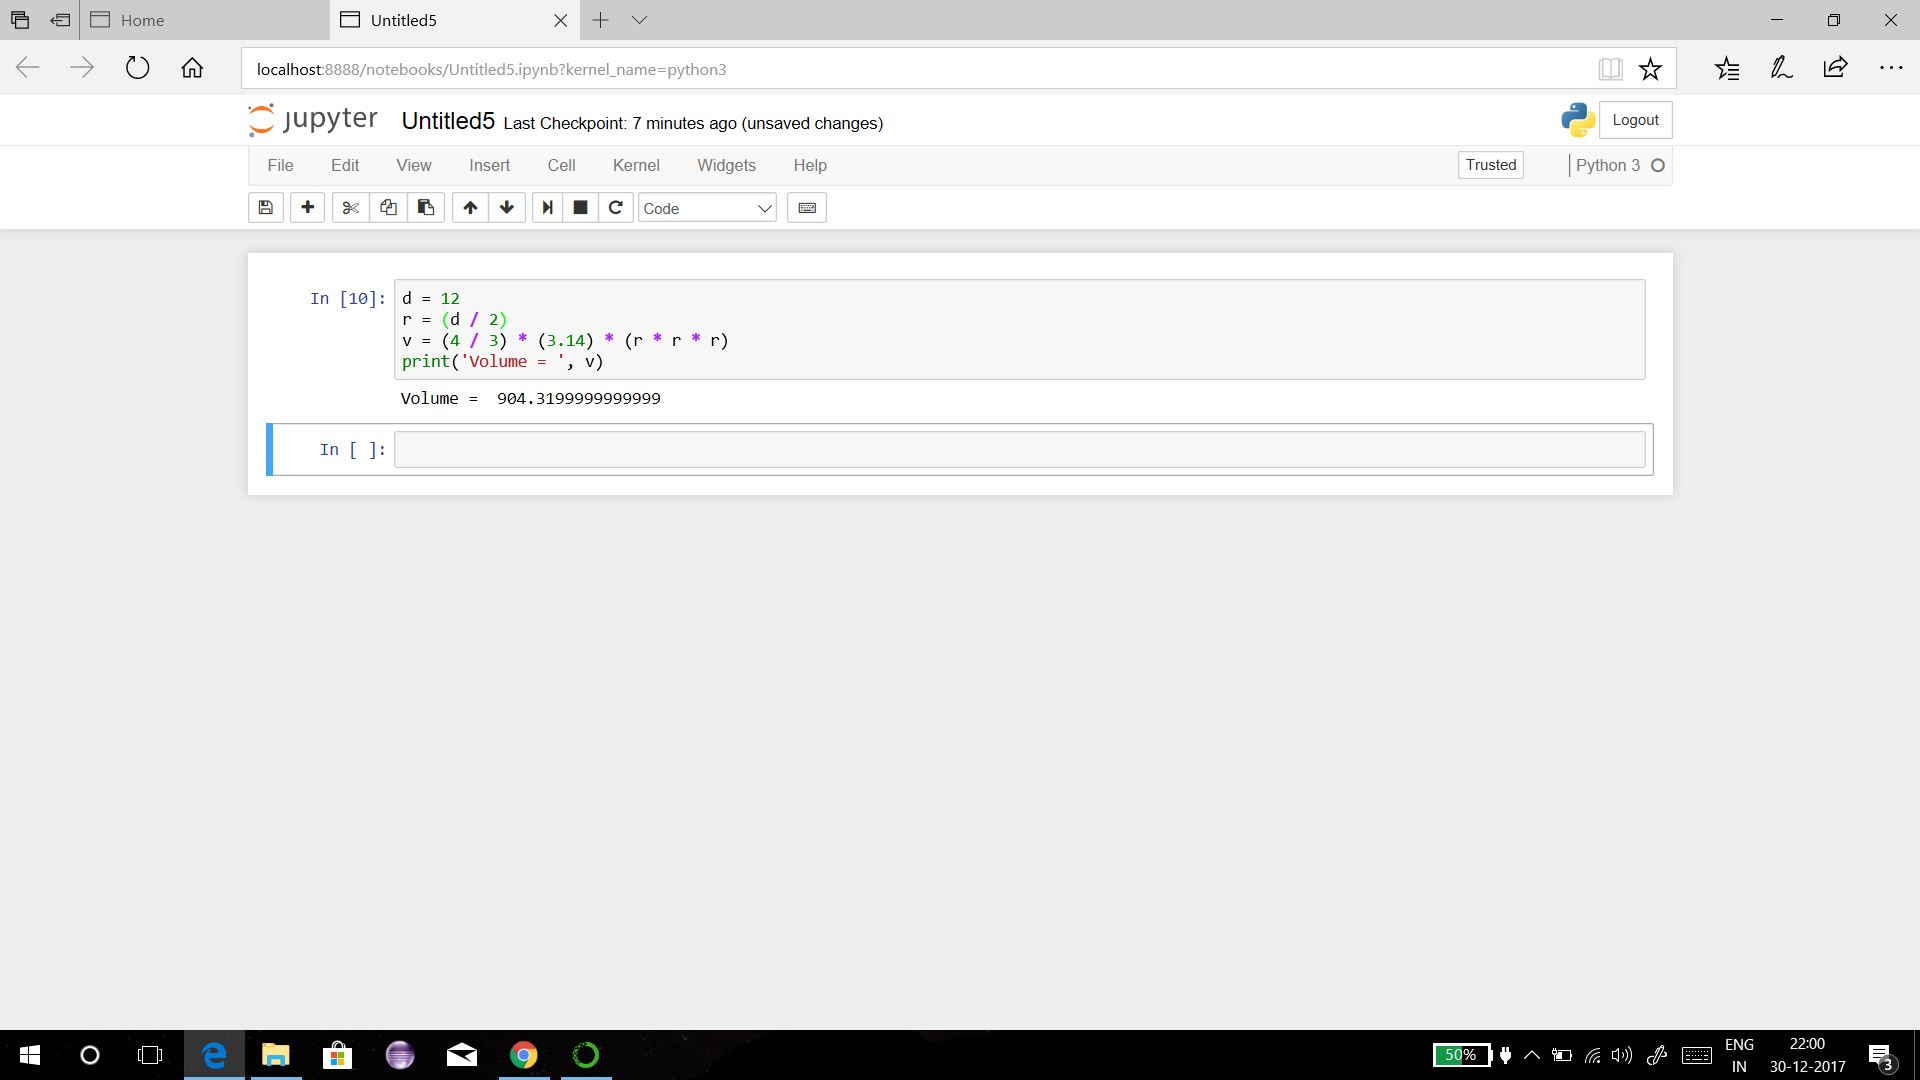 Home
Untitled5
localhost:8888/notebooks/Untitled5.ipynb?kernel_name=python3
jupyter Untitled5 Last Checkpoint: 7 minutes ago (unsaved changes)
Logout
File Edit View Insert Cell Kernel Widgets Help
Trusted
Python 3
Code
In [10]:
d = 12
r = (d / 2)
v = (4 / 3) * (3.14) * (r * r * r)
print('Volume = ', v)
Volume =  904.3199999999999
In [ ]:
50%
ENG
IN
22:00
30-12-2017
3